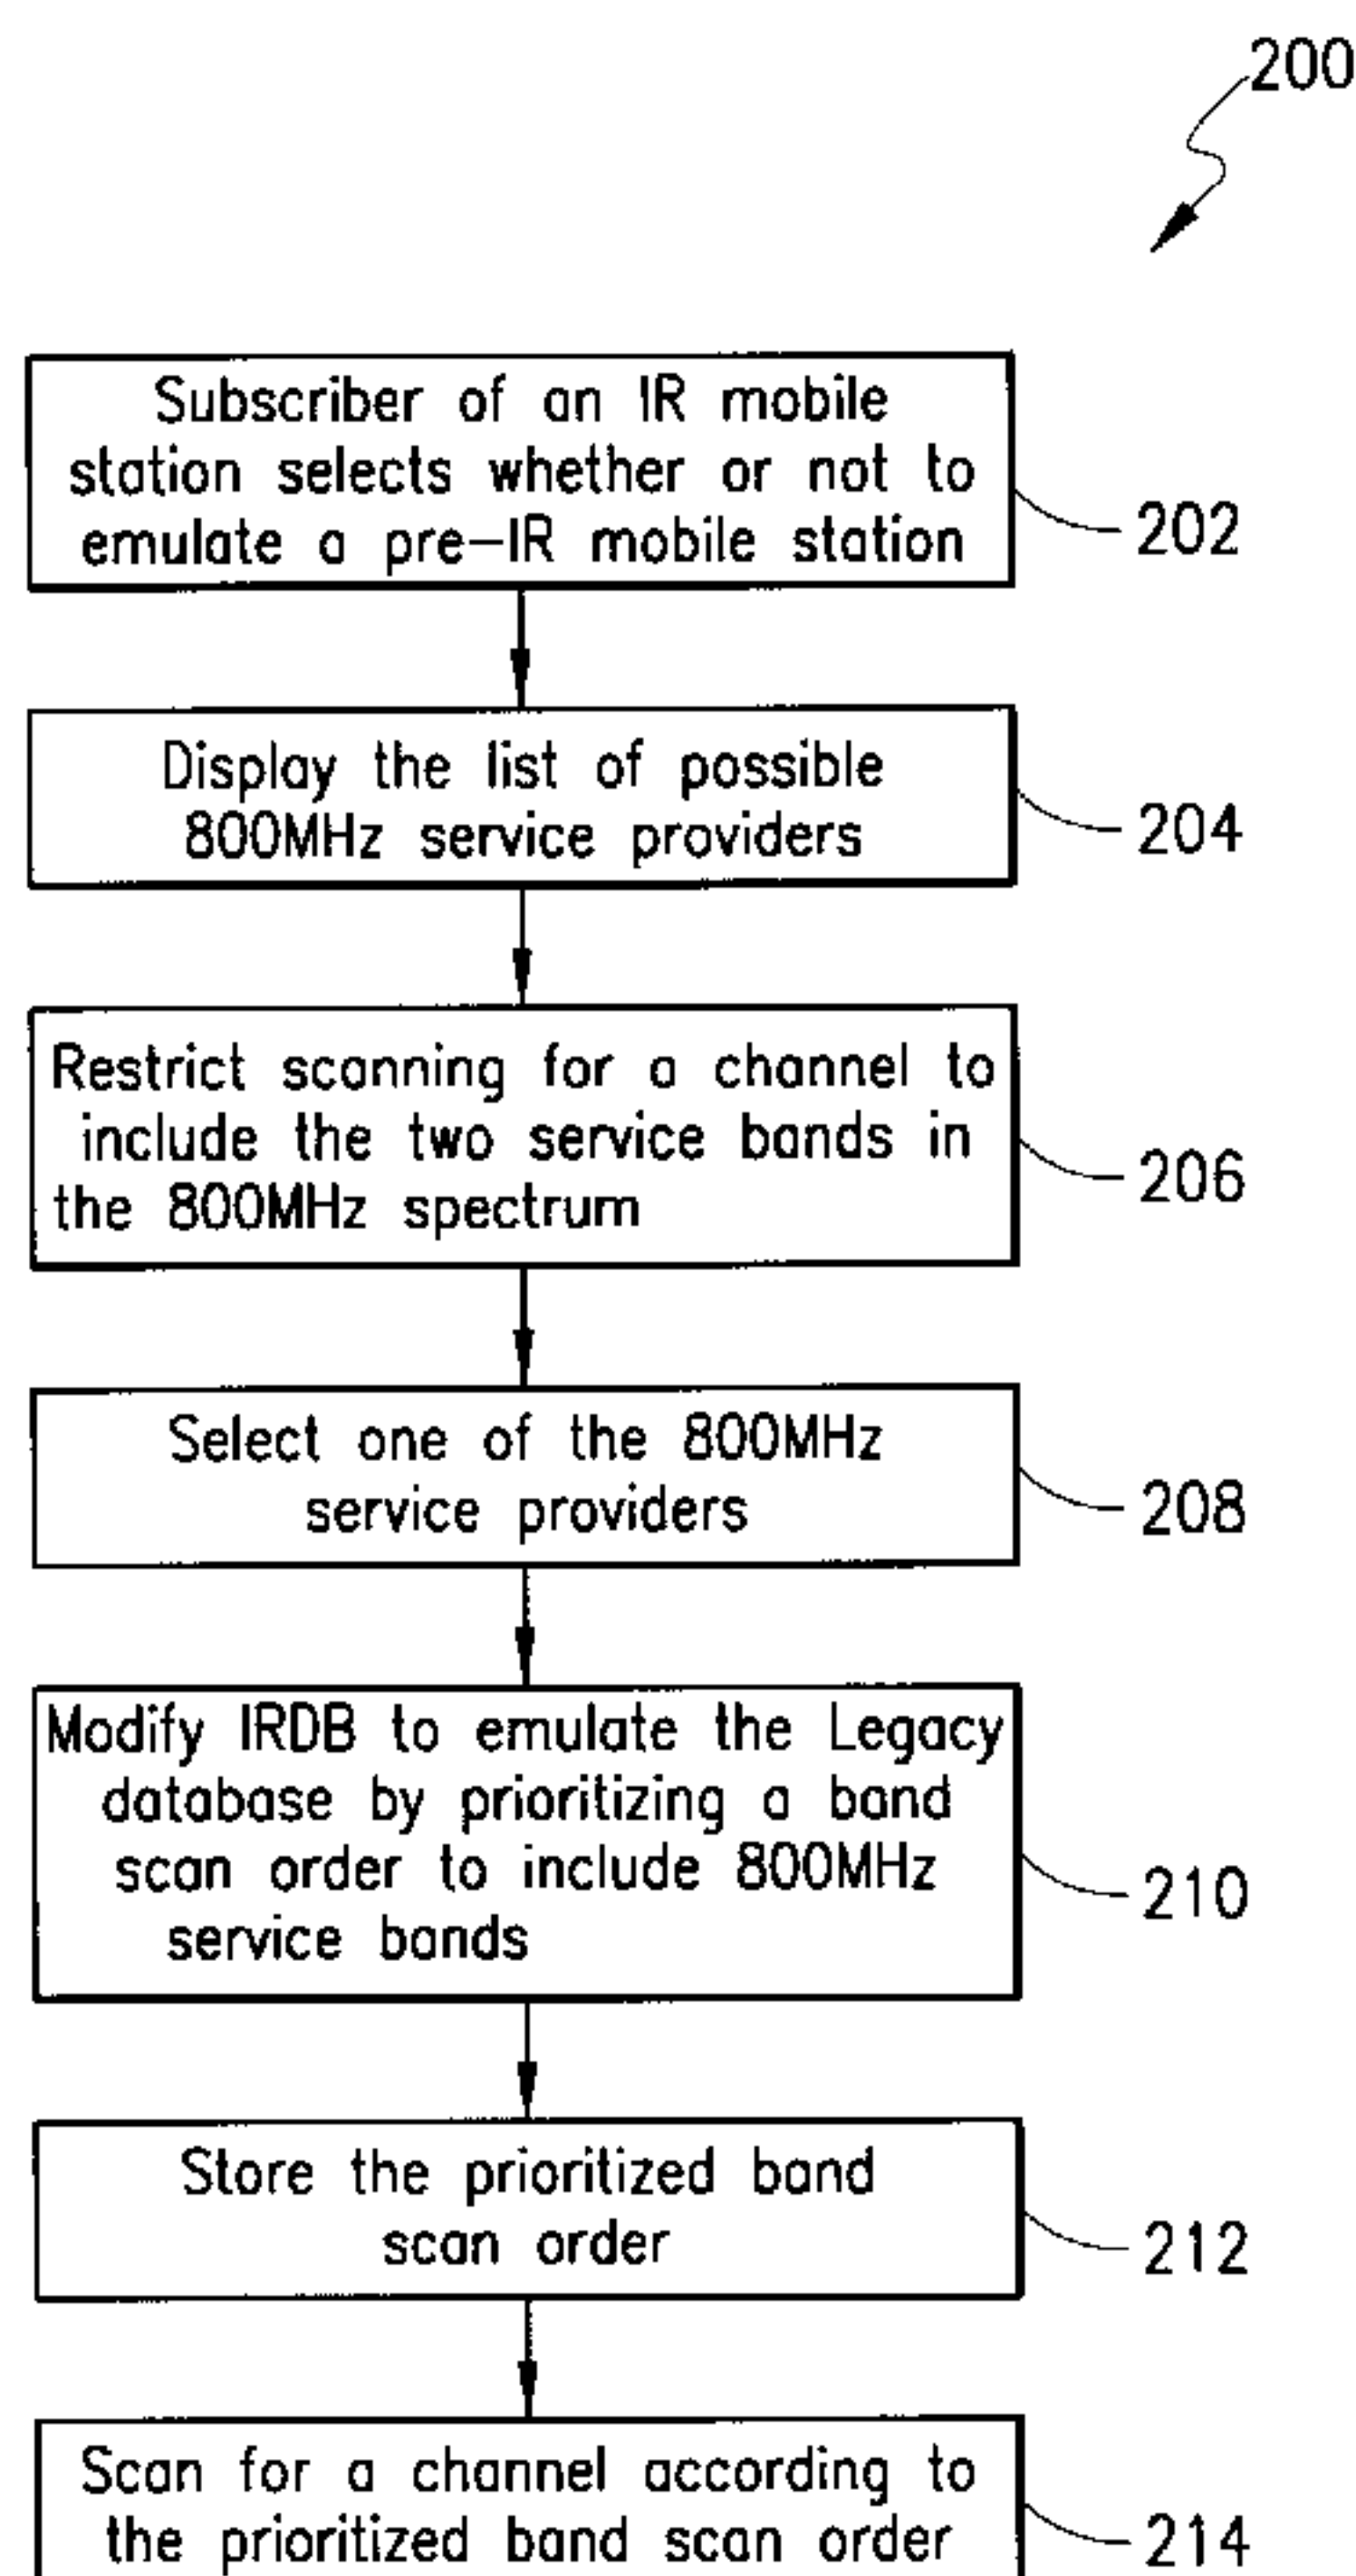 200
Subscriber of an IR mobile
station selects whether or not to
emulate a pre-IR mobile station
202
Display the list of possible
800MHz service providers
204
Restrict scanning for a channel to
include the two service bands in
the 800MHz spectrum
206
Select one of the 800MHz
service providers
208
Modify IRDB to emulate the Legacy
database by prioritizing a band
scan order to include 800MHz
service bands
210
Store the prioritized band
scan order
212
Scan for a channel according to
the prioritized band scan order
214